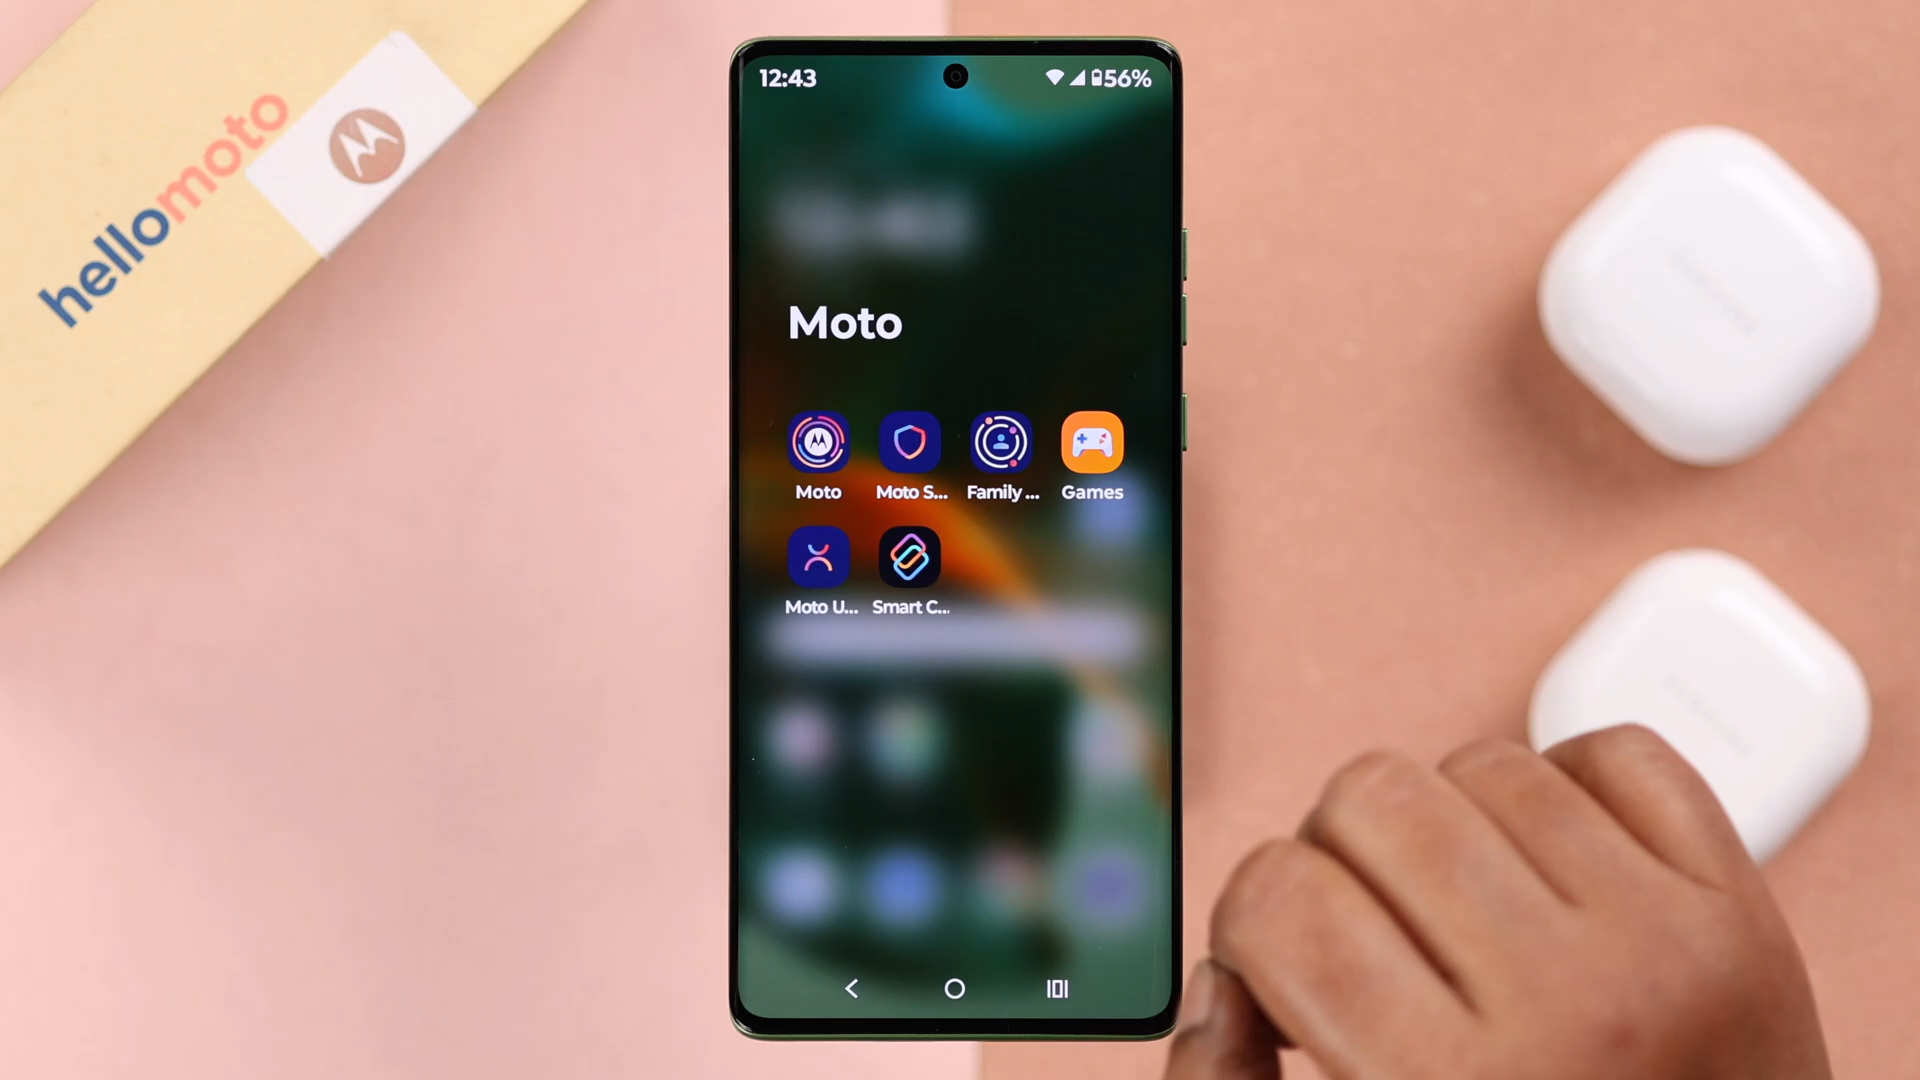 hellomoto
12:43
56%
Moto
Moto
Moto S...
Family ...
Games
Moto U...
Smart C...